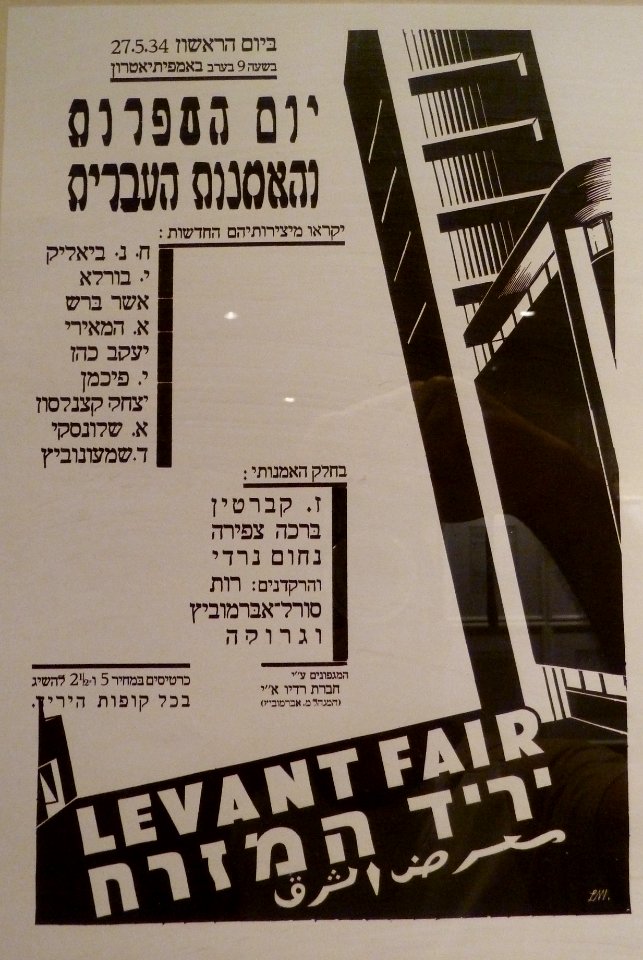 ביום הראשון 27.5.34
בשעה 9 בערב באמפיתיאטרון
יום הספרות
והאמנות העברית
יקראו מיצירותיהם החדשות :
ח. נ. ביאליק
י. בורלא
אשר ברש
א. המאירי
יעקב כהן
י. פיכמן
יצחק קצנלסון
א. שלונסקי
ד. שמעונוביץ
בחלק האמנותי :
ז. קברטין
ברכה צפירה
נחום נרדי
והרקדנים: רות
סורל־אברמוביץ
וגרוקה
המגפונים ע״י
חברת רדיו א״י
(המנהל מ. אברמוביץ)
כרטיסים במחיר 5 ו־2½ להשיג
בכל קופות היריד.
LEVANT FAIR
יריד המזרח
معرض الشرق